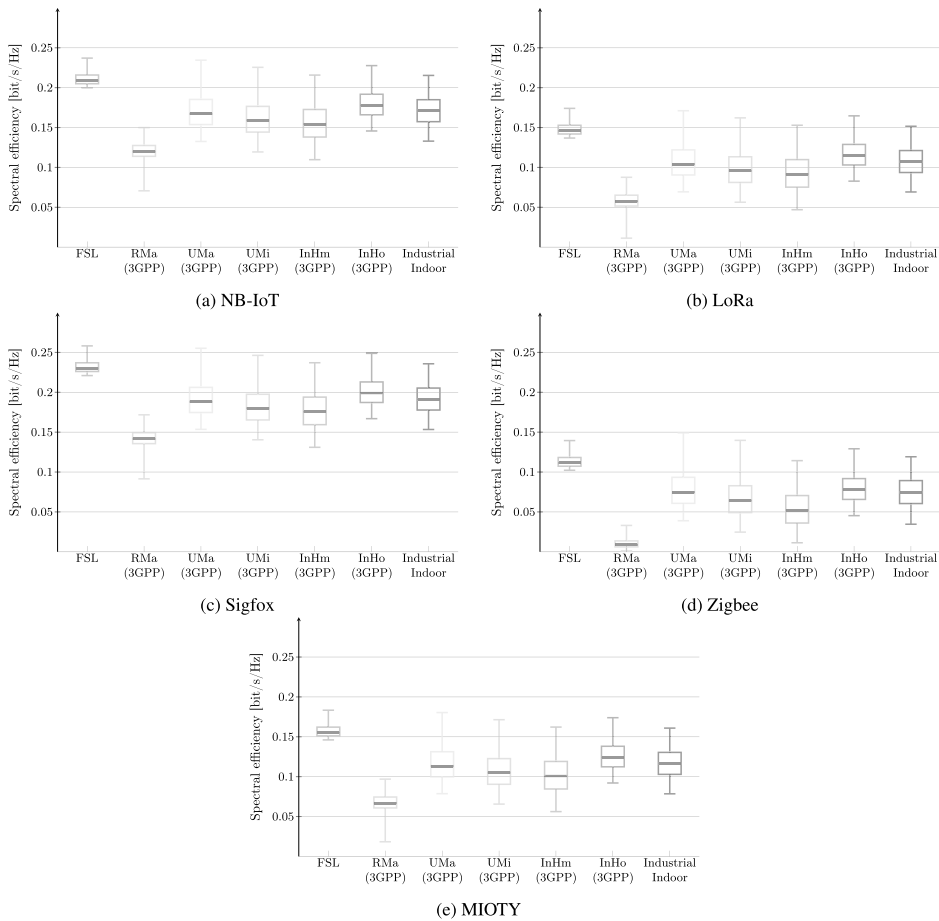 Spectral efficiency [bit/s/Hz]
0.25
0.2
0.15
0.1
0.05
FSL RMa UMa UMi InHm InHo Industrial
(3GPP) (3GPP) (3GPP) (3GPP) (3GPP) Indoor
(a) NB-IoT
Spectral efficiency [bit/s/Hz]
0.25
0.2
0.15
0.1
0.05
FSL RMa UMa UMi InHm InHo Industrial
(3GPP) (3GPP) (3GPP) (3GPP) (3GPP) Indoor
(b) LoRa
Spectral efficiency [bit/s/Hz]
0.25
0.2
0.15
0.1
0.05
FSL RMa UMa UMi InHm InHo Industrial
(3GPP) (3GPP) (3GPP) (3GPP) (3GPP) Indoor
(c) Sigfox
Spectral efficiency [bit/s/Hz]
0.25
0.2
0.15
0.1
0.05
FSL RMa UMa UMi InHm InHo Industrial
(3GPP) (3GPP) (3GPP) (3GPP) (3GPP) Indoor
(d) Zigbee
Spectral efficiency [bit/s/Hz]
0.25
0.2
0.15
0.1
0.05
FSL RMa UMa UMi InHm InHo Industrial
(3GPP) (3GPP) (3GPP) (3GPP) (3GPP) Indoor
(e) MIOTY